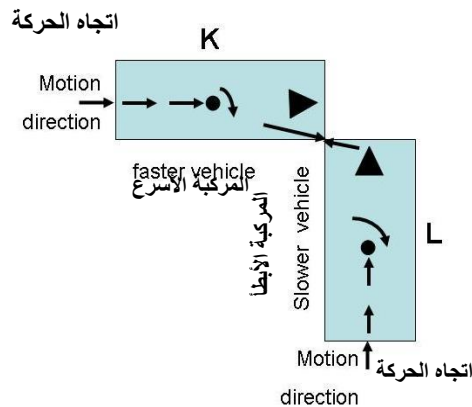 اتجاه الحركة
K
Motion
direction
faster vehicle
المركبة الأسرع
المركبة الأبطأ
Slower vehicle
L
Motion
direction
اتجاه الحركة